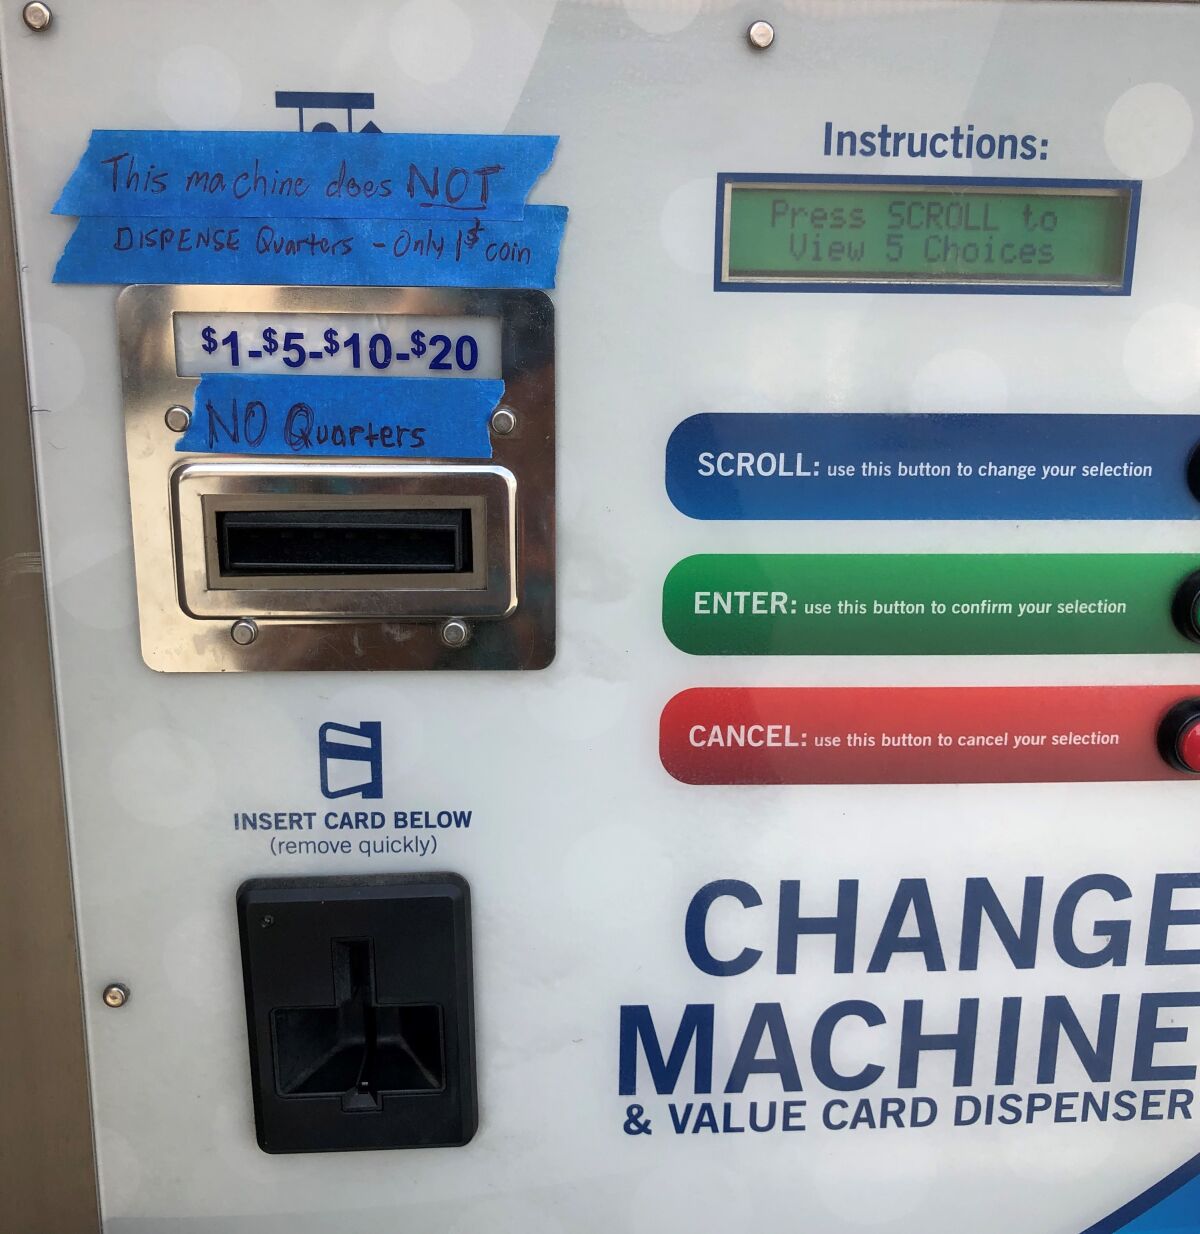 This machine does NOT
DISPENSE Quarters - Only 1$ coin
$1-$5-$10-$20
NO Quarters
INSERT CARD BELOW
(remove quickly)
Instructions:
Press SCROLL to
View 5 Choices
SCROLL: use this button to change your selection
ENTER: use this button to confirm your selection
CANCEL: use this button to cancel your selection
CHANGE
MACHINE
& VALUE CARD DISPENSER